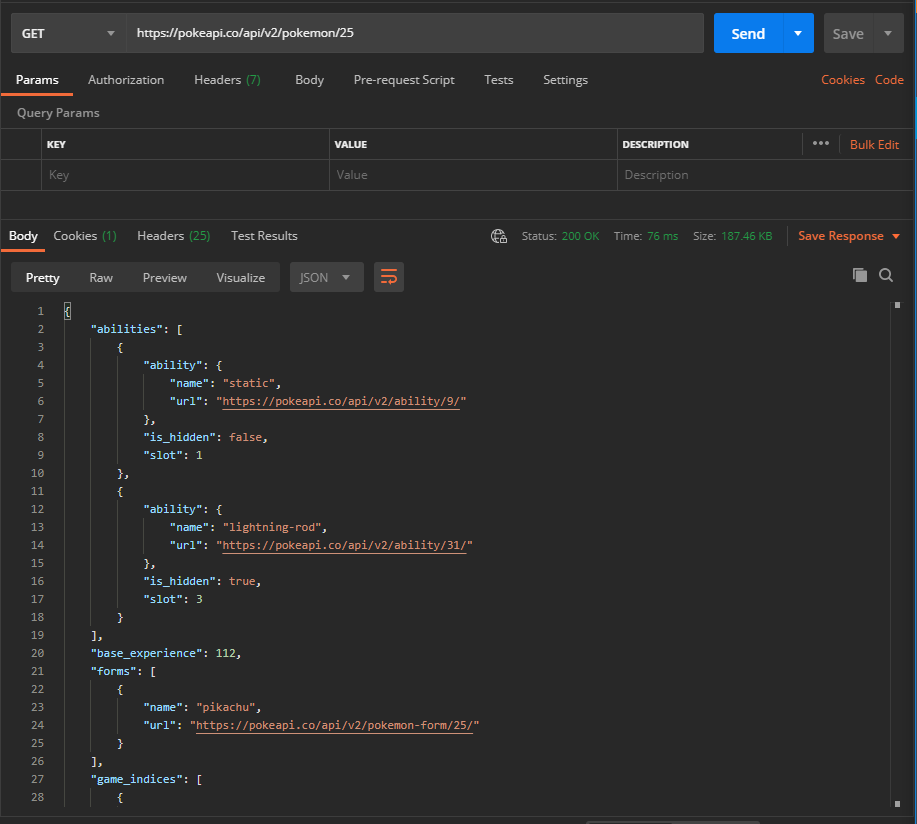 GET https://pokeapi.co/api/v2/pokemon/25 Send Save
Params Authorization Headers (7) Body Pre-request Script Tests Settings Cookies Code
Query Params
KEY VALUE DESCRIPTION ••• Bulk Edit
Key Value Description
Body Cookies (1) Headers (25) Test Results Status: 200 OK Time: 76 ms Size: 187.46 KB Save Response
Pretty Raw Preview Visualize JSON
1 {
2 "abilities": [
3 {
4 "ability": {
5 "name": "static",
6 "url": "https://pokeapi.co/api/v2/ability/9/"
7 },
8 "is_hidden": false,
9 "slot": 1
10 },
11 {
12 "ability": {
13 "name": "lightning-rod",
14 "url": "https://pokeapi.co/api/v2/ability/31/"
15 },
16 "is_hidden": true,
17 "slot": 3
18 }
19 ],
20 "base_experience": 112,
21 "forms": [
22 {
23 "name": "pikachu",
24 "url": "https://pokeapi.co/api/v2/pokemon-form/25/"
25 }
26 ],
27 "game_indices": [
28 {